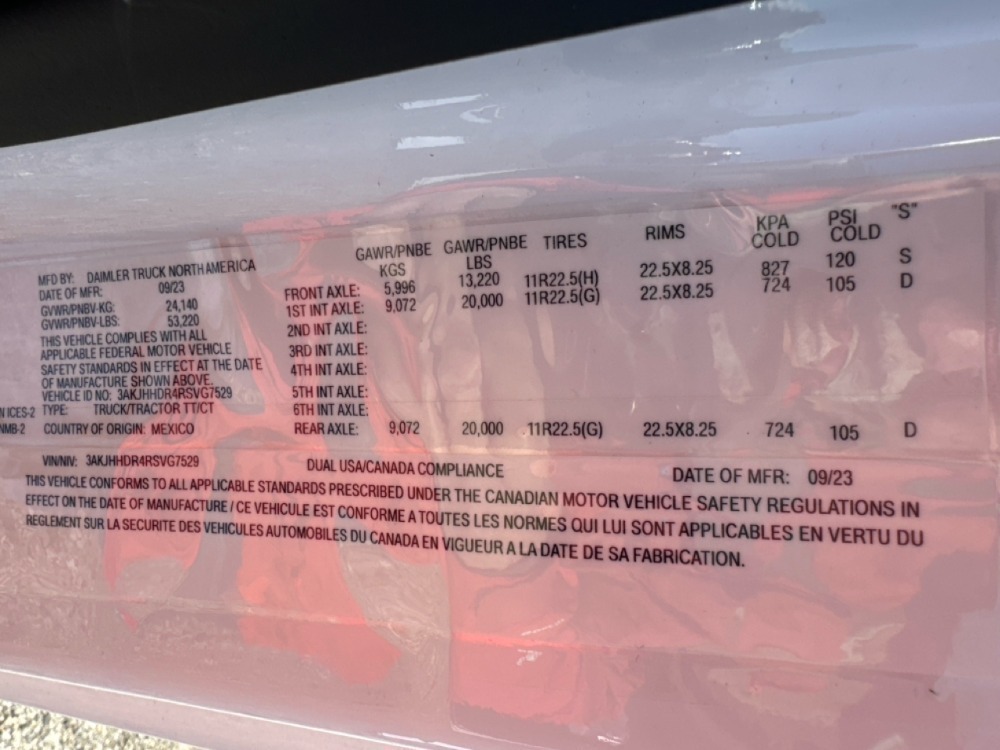 GAWR/PNBE KGS GAWR/PNBE LBS TIRES RIMS KPA COLD PSI COLD "S"
FRONT AXLE: 5,996 13,220 11R22.5(H) 22.5X8.25 827 120 S
1ST INT AXLE: 9,072 20,000 11R22.5(G) 22.5X8.25 724 105 D
2ND INT AXLE:
3RD INT AXLE:
4TH INT AXLE:
5TH INT AXLE:
6TH INT AXLE:
REAR AXLE: 9,072 20,000 11R22.5(G) 22.5X8.25 724 105 D
MFD BY: DAIMLER TRUCK NORTH AMERICA
DATE OF MFR: 09/23
GVWR/PNBV-KG: 24,140
GVWR/PNBV-LBS: 53,220
THIS VEHICLE COMPLIES WITH ALL
APPLICABLE FEDERAL MOTOR VEHICLE
SAFETY STANDARDS IN EFFECT AT THE DATE
OF MANUFACTURE SHOWN ABOVE.
VEHICLE ID NO: 3AKJHHDR4RSVG7529
N ICES-2 TYPE: TRUCK/TRACTOR TT/CT
NMB-2 COUNTRY OF ORIGIN: MEXICO
VIN/NIV: 3AKJHHDR4RSVG7529 DUAL USA/CANADA COMPLIANCE DATE OF MFR: 09/23
THIS VEHICLE CONFORMS TO ALL APPLICABLE STANDARDS PRESCRIBED UNDER THE CANADIAN MOTOR VEHICLE SAFETY REGULATIONS IN
EFFECT ON THE DATE OF MANUFACTURE / CE VEHICULE EST CONFORME A TOUTES LES NORMES QUI LUI SONT APPLICABLES EN VERTU DU
REGLEMENT SUR LA SECURITE DES VEHICULES AUTOMOBILES DU CANADA EN VIGUEUR A LA DATE DE SA FABRICATION.